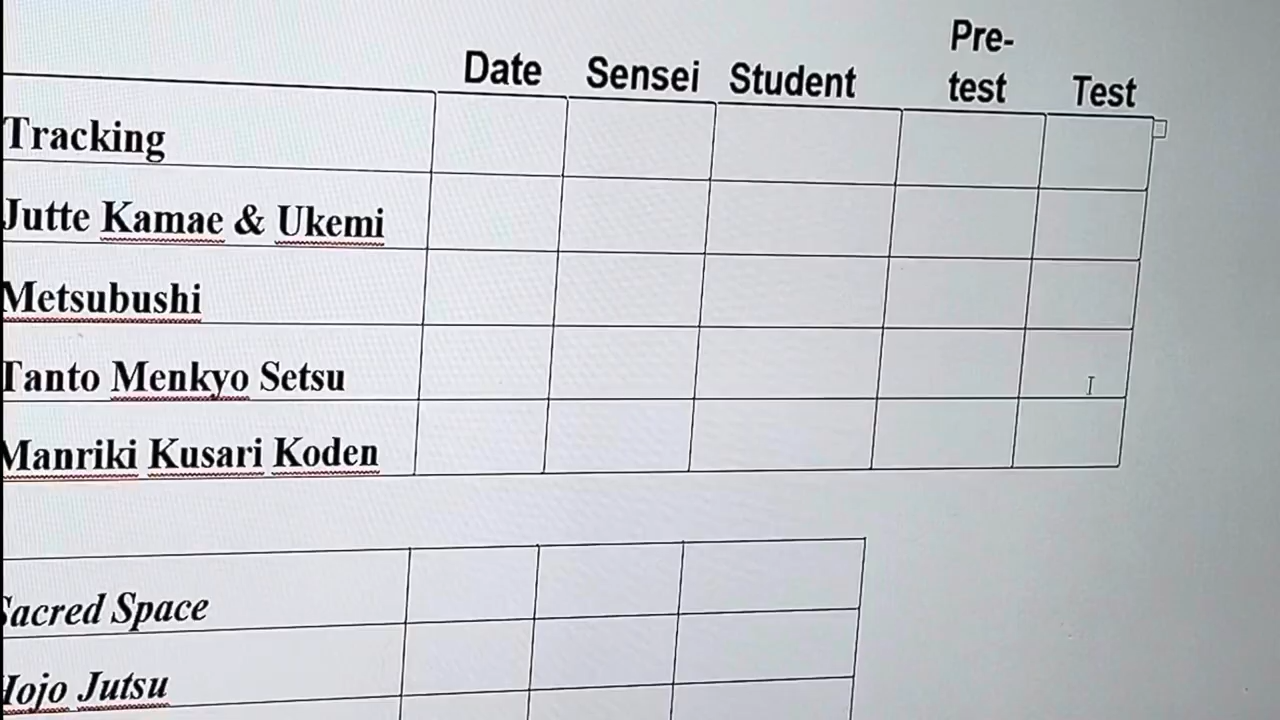 Pre-
Date Sensei Student test Test
Tracking
Jutte Kamae & Ukemi
Metsubushi
Tanto Menkyo Setsu
Manriki Kusari Koden
Sacred Space
Hojo Jutsu